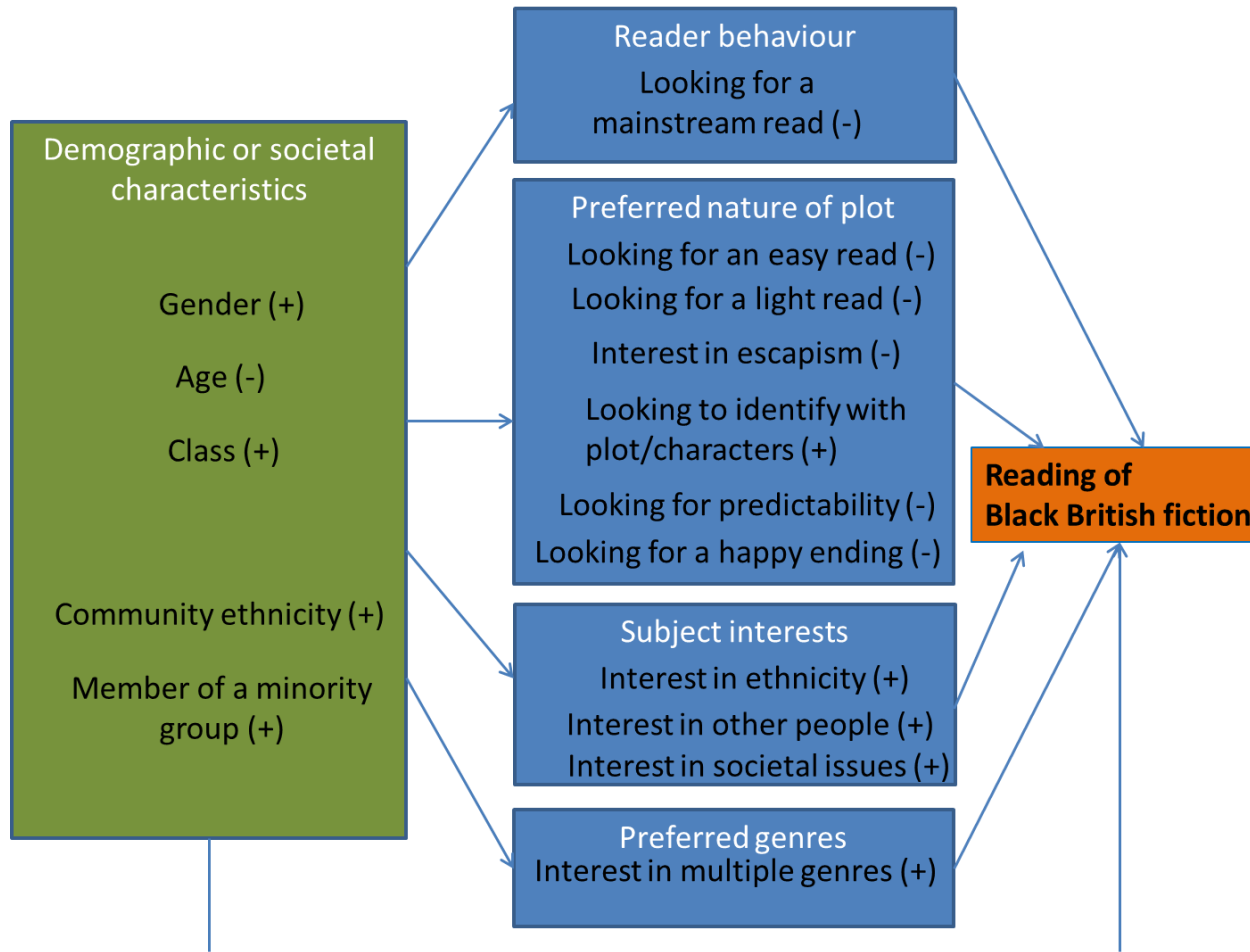 Demographic or societal
characteristics
Gender (+)
Age (-)
Class (+)
Community ethnicity (+)
Member of a minority
group (+)
Reader behaviour
Looking for a
mainstream read (-)
Preferred nature of plot
Looking for an easy read (-)
Looking for a light read (-)
Interest in escapism (-)
Looking to identify with
plot/characters (+)
Looking for predictability (-)
Looking for a happy ending (-)
Subject interests
Interest in ethnicity (+)
Interest in other people (+)
Interest in societal issues (+)
Preferred genres
Interest in multiple genres (+)
Reading of
Black British fiction